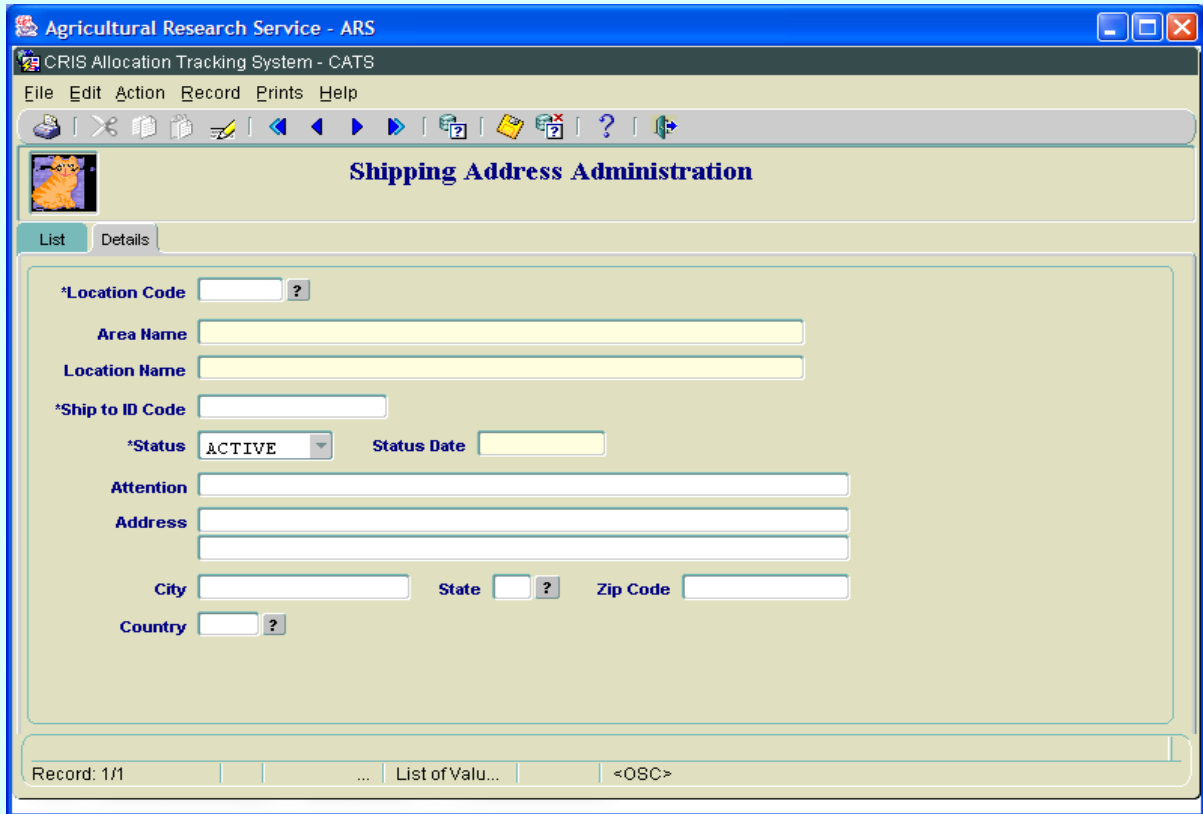 Agricultural Research Service - ARS
CRIS Allocation Tracking System - CATS
File Edit Action Record Prints Help
Shipping Address Administration
List Details
*Location Code ?
Area Name
Location Name
*Ship to ID Code
*Status ACTIVE Status Date
Attention
Address
City State ? Zip Code
Country ?
Record: 1/1 ... List of Valu... <OSC>